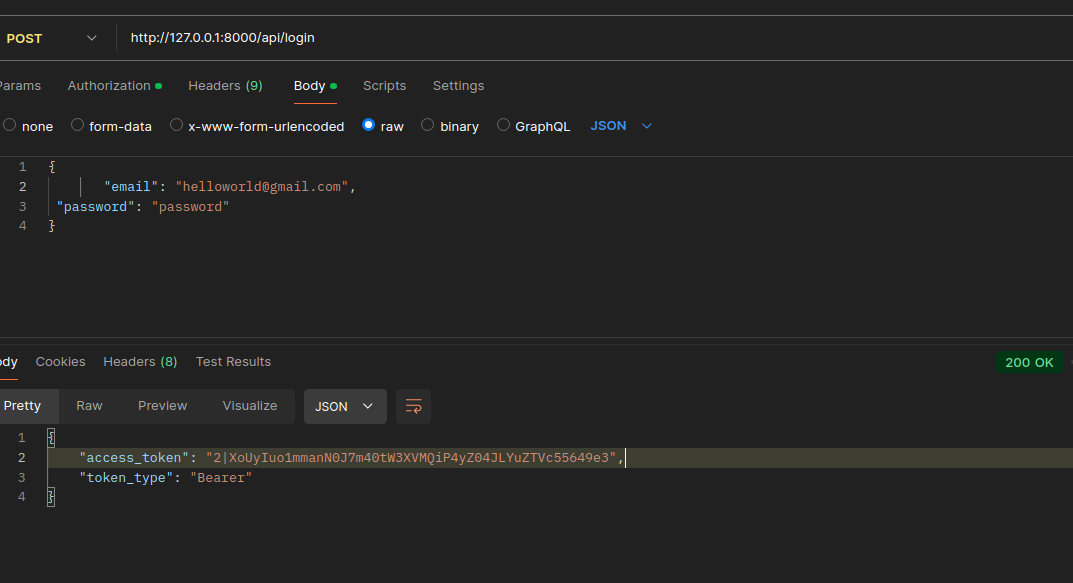 POST http://127.0.0.1:8000/api/login
Params Authorization Headers (9) Body Scripts Settings
none form-data x-www-form-urlencoded raw binary GraphQL JSON
1 {
2 "email": "helloworld@gmail.com",
3 "password": "password"
4 }
ody Cookies Headers (8) Test Results 200 OK
Pretty Raw Preview Visualize JSON
1 {
2 "access_token": "2|XoUyIuo1mmanN0J7m40tW3XVMQiP4yZ04JLYuZTVc55649e3",
3 "token_type": "Bearer"
4 }